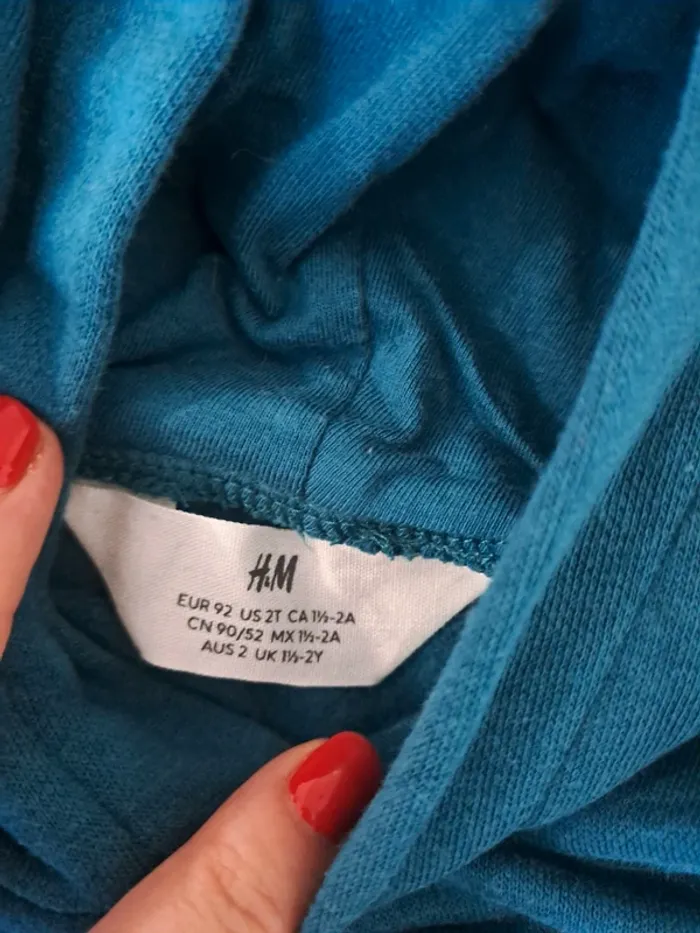 H&M
EUR 92 US 2T CA 1½-2A
CN 90/52 MX 1½-2A
AUS 2 UK 1½-2Y